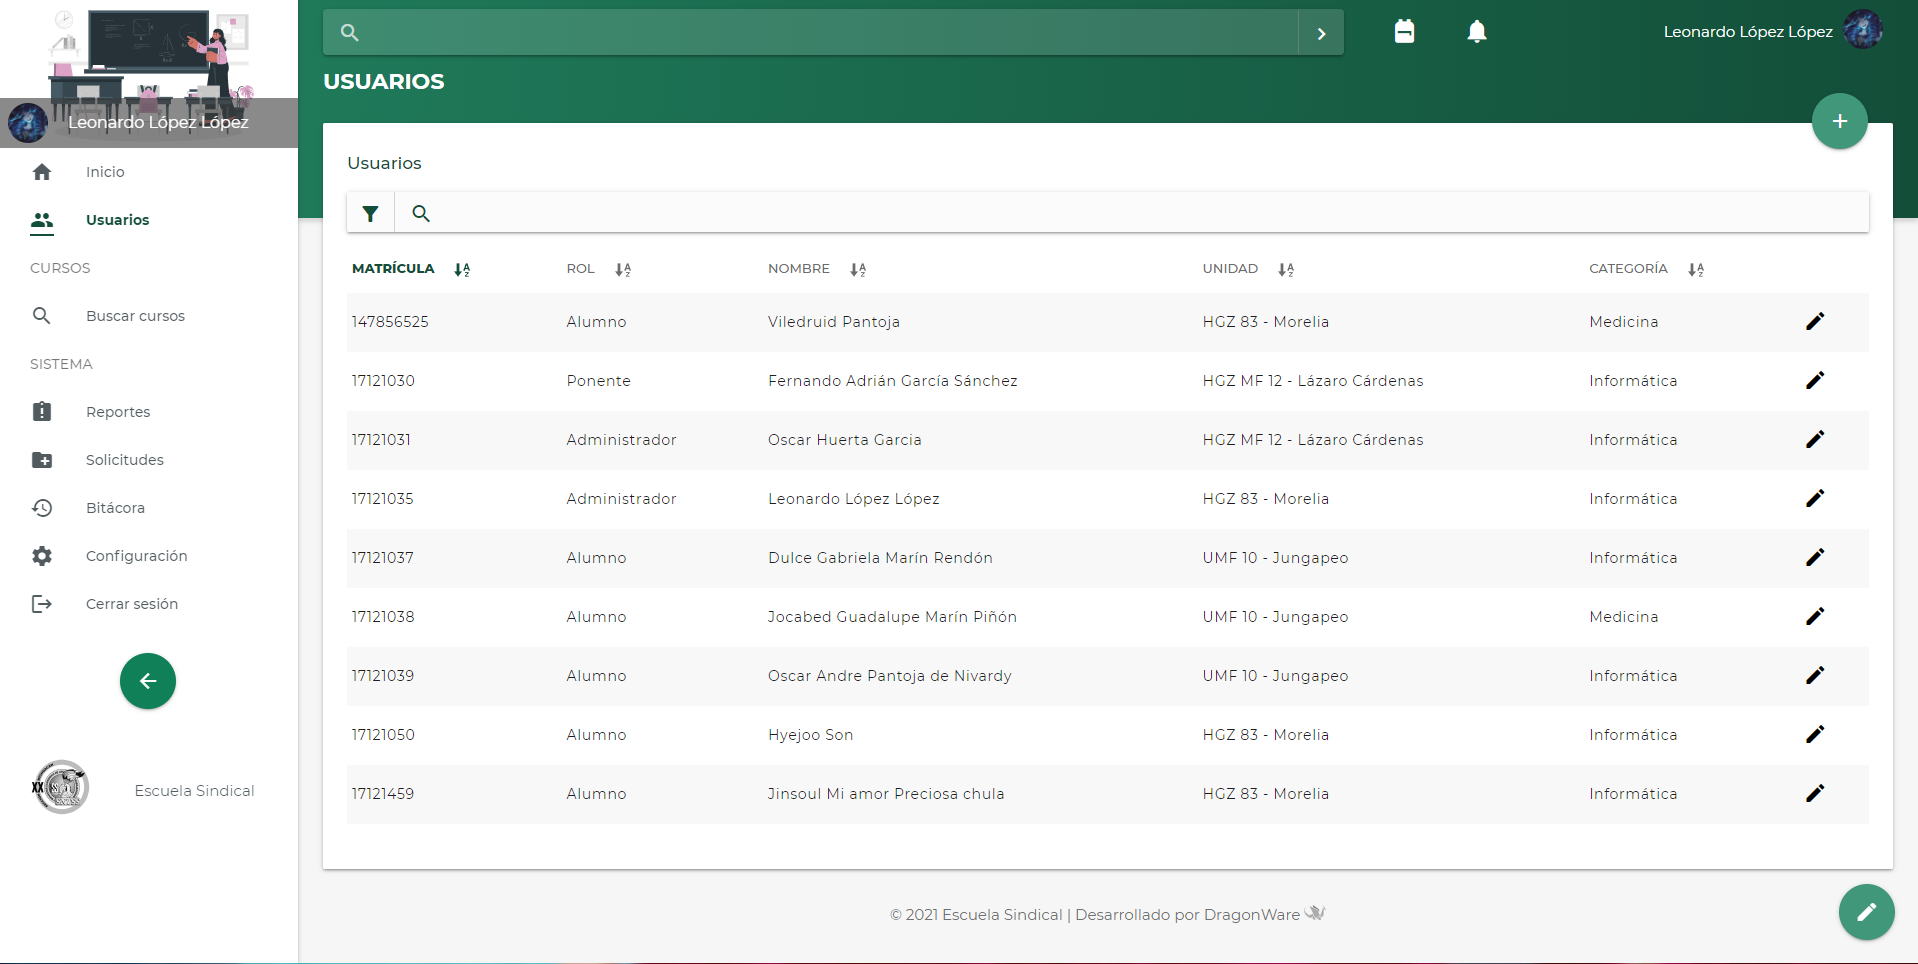 Leonardo López López
USUARIOS
Leonardo López López
Inicio
Usuarios
CURSOS
Buscar cursos
SISTEMA
Reportes
Solicitudes
Bitácora
Configuración
Cerrar sesión
Escuela Sindical
Usuarios
MATRÍCULA ROL NOMBRE UNIDAD CATEGORÍA
147856525 Alumno Viledruid Pantoja HGZ 83 - Morelia Medicina
17121030 Ponente Fernando Adrián García Sánchez HGZ MF 12 - Lázaro Cárdenas Informática
17121031 Administrador Oscar Huerta Garcia HGZ MF 12 - Lázaro Cárdenas Informática
17121035 Administrador Leonardo López López HGZ 83 - Morelia Informática
17121037 Alumno Dulce Gabriela Marín Rendón UMF 10 - Jungapeo Informática
17121038 Alumno Jocabed Guadalupe Marín Piñón UMF 10 - Jungapeo Medicina
17121039 Alumno Oscar Andre Pantoja de Nivardy UMF 10 - Jungapeo Informática
17121050 Alumno Hyejoo Son HGZ 83 - Morelia Informática
17121459 Alumno Jinsoul Mi amor Preciosa chula HGZ 83 - Morelia Informática
© 2021 Escuela Sindical | Desarrollado por DragonWare